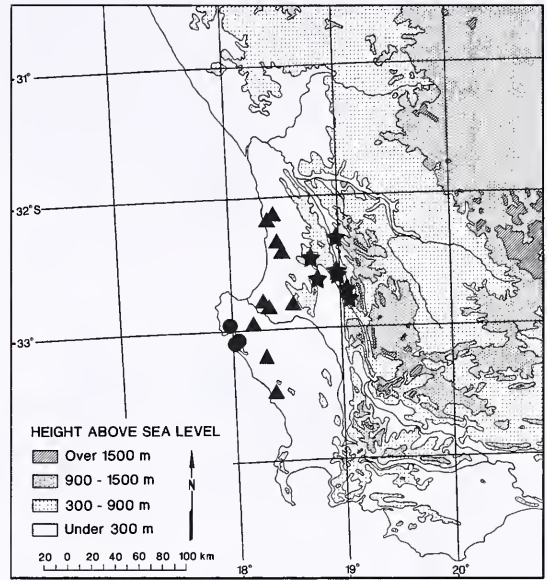 31°
32°S
33°
HEIGHT ABOVE SEA LEVEL
Over 1500 m
900 - 1500 m
300 - 900 m
Under 300 m
N
20 0 20 40 60 80 100 km
18°
19°
20°